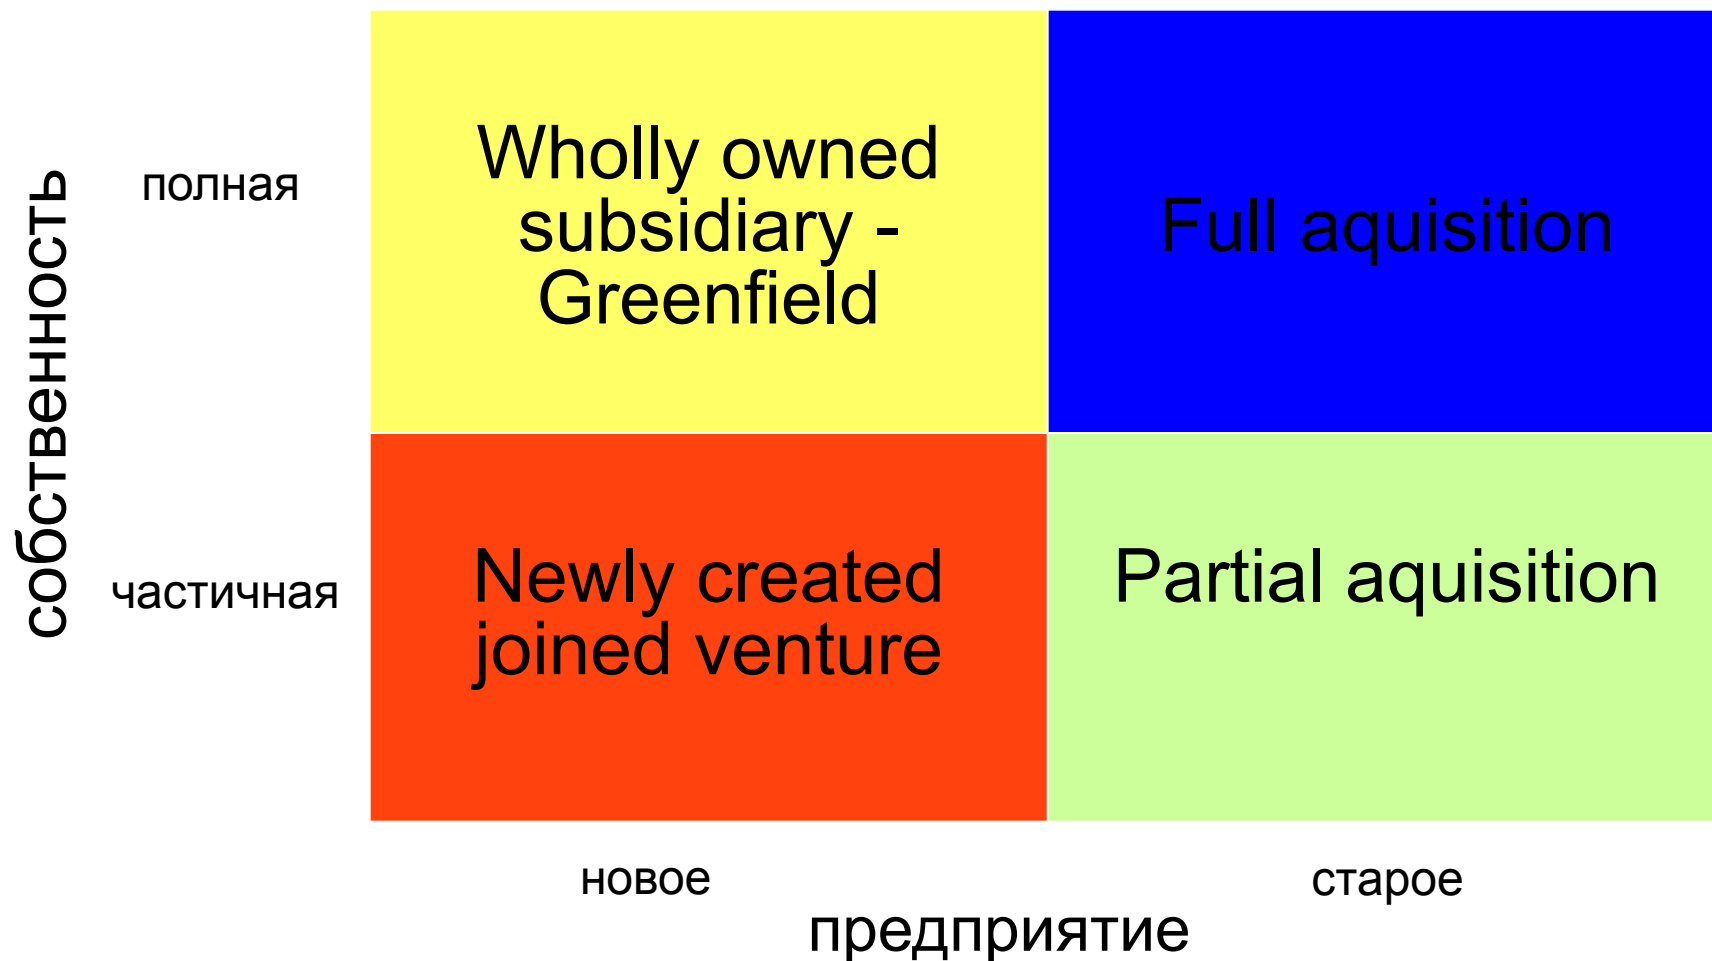 собственность
полная
Wholly owned
subsidiary -
Greenfield
Full aquisition
частичная
Newly created
joined venture
Partial aquisition
новое
старое
предприятие